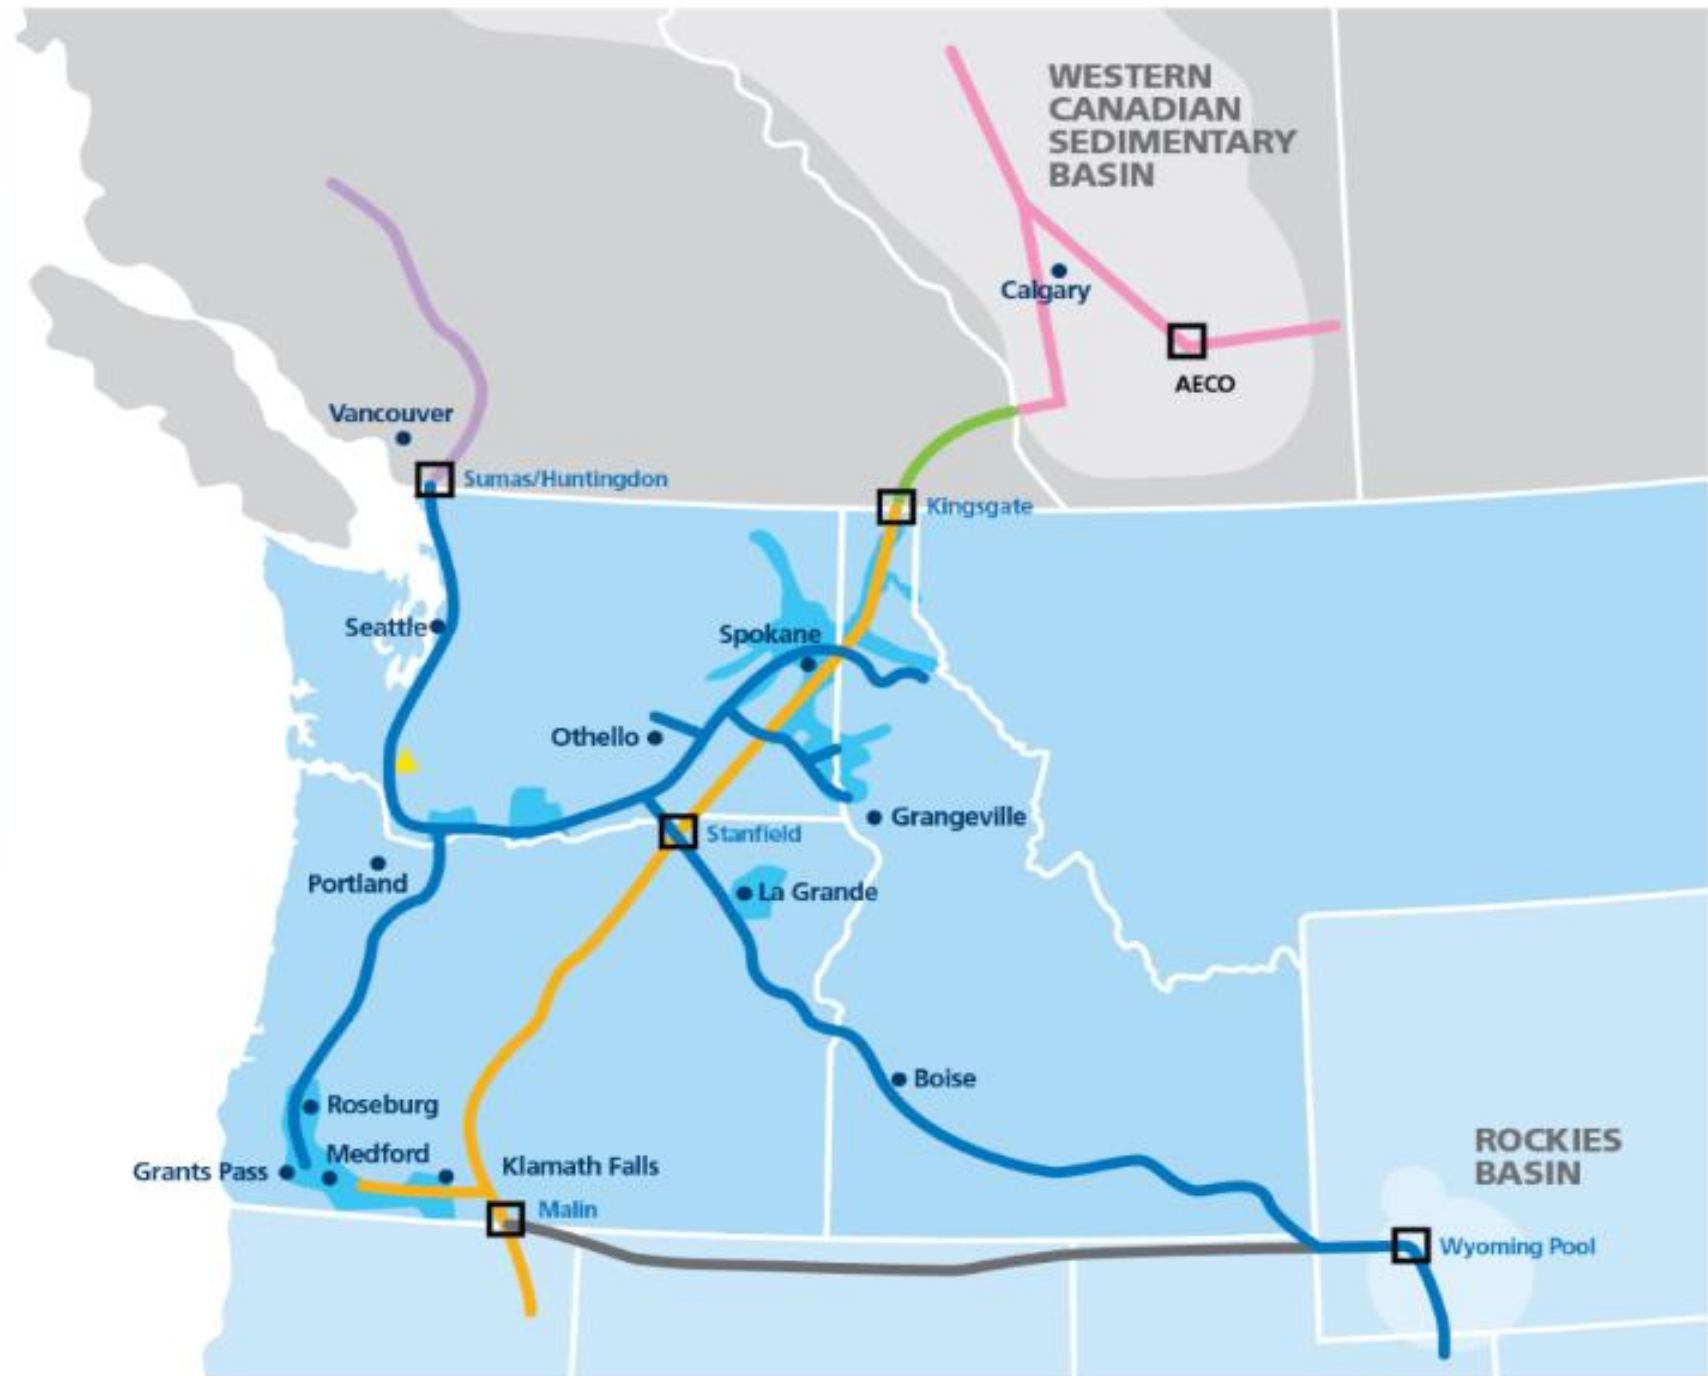 WESTERN
CANADIAN
SEDIMENTARY
BASIN
Calgary
AECO
Vancouver
Sumas/Huntingdon
Kingsgate
Seattle
Spokane
Othello
Grangeville
Stanfield
Portland
La Grande
Boise
Roseburg
Medford
Grants Pass
Klamath Falls
Malin
ROCKIES
BASIN
Wyoming Pool